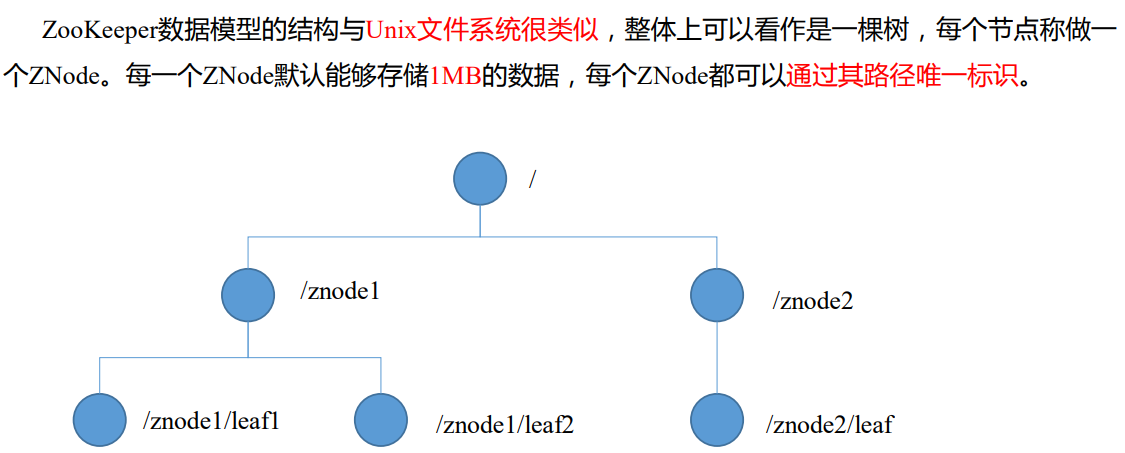 ZooKeeper数据模型的结构与Unix文件系统很类似，整体上可以看作是一棵树，每个节点称做一
个ZNode。每一个ZNode默认能够存储1MB的数据，每个ZNode都可以通过其路径唯一标识。
/
/znode1
/znode2
/znode1/leaf1
/znode1/leaf2
/znode2/leaf